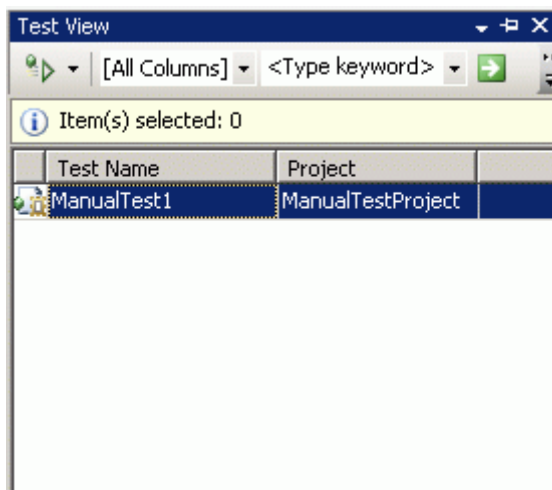 Test View
[All Columns] <Type keyword>
Item(s) selected: 0
Test Name Project
ManualTest1 ManualTestProject